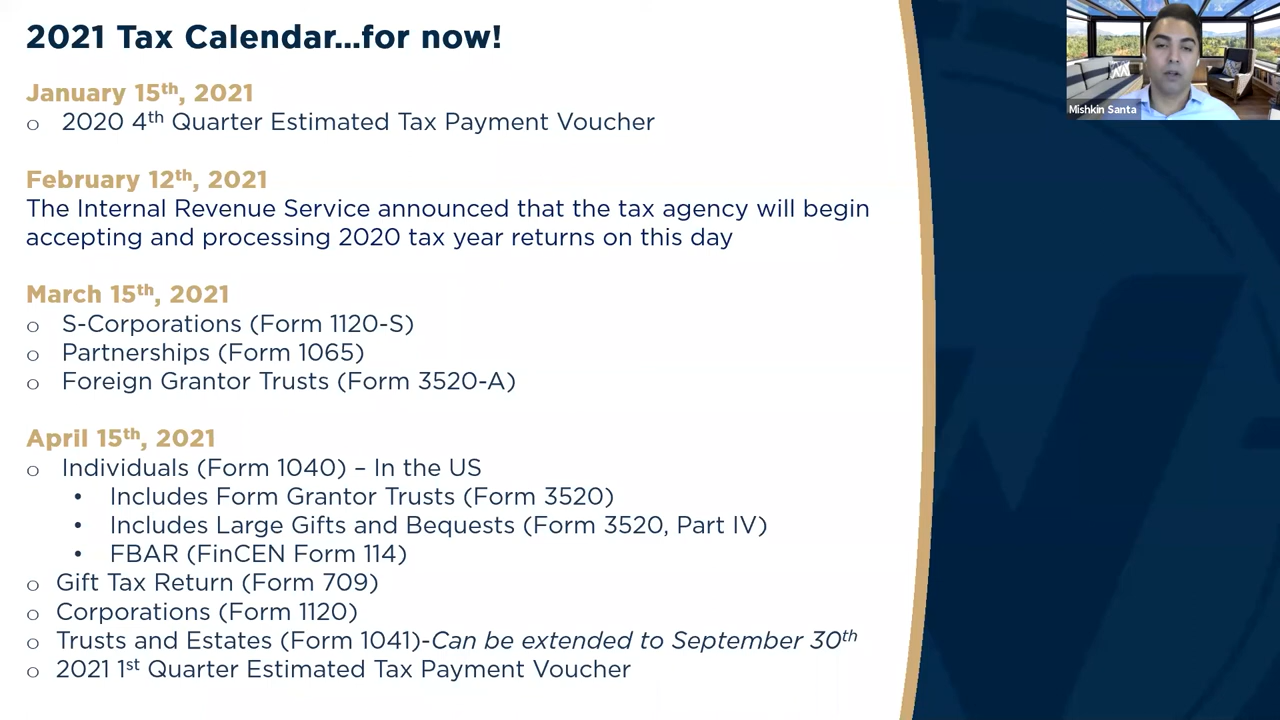 2021 Tax Calendar...for now!
Mishkin Santa
January 15th, 2021
o 2020 4th Quarter Estimated Tax Payment Voucher
February 12th, 2021
The Internal Revenue Service announced that the tax agency will begin
accepting and processing 2020 tax year returns on this day
March 15th, 2021
o S-Corporations (Form 1120-S)
o Partnerships (Form 1065)
o Foreign Grantor Trusts (Form 3520-A)
April 15th, 2021
o Individuals (Form 1040) – In the US
• Includes Form Grantor Trusts (Form 3520)
• Includes Large Gifts and Bequests (Form 3520, Part IV)
• FBAR (FinCEN Form 114)
o Gift Tax Return (Form 709)
o Corporations (Form 1120)
o Trusts and Estates (Form 1041)-Can be extended to September 30th
o 2021 1st Quarter Estimated Tax Payment Voucher